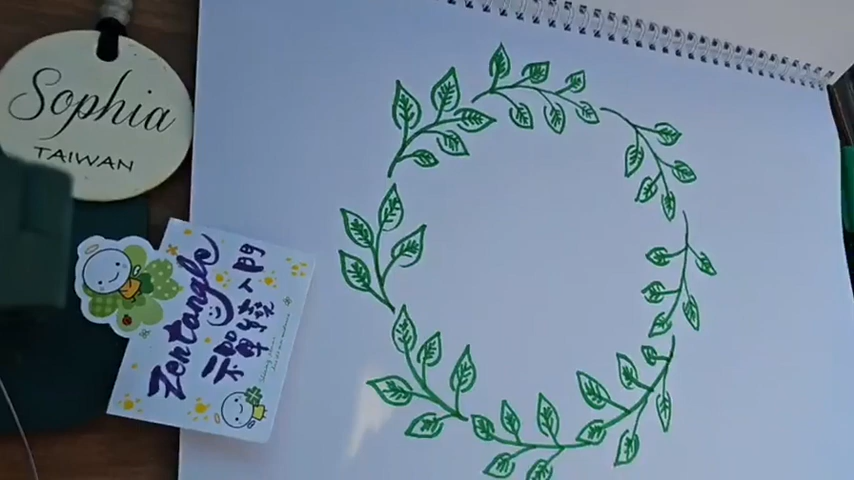 Sophia
TAIWAN
Zentangle
禪繞入門